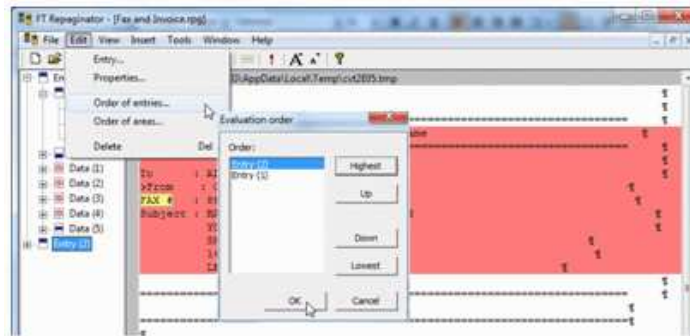 FT Repaginator - [Fax and Invoice.rpg]
File Edit View Insert Tools Window Help
Entry...
Properties...
Order of entries...
Order of areas...
Delete Del
Evaluation order
Order:
Entry (2)
Entry (1)
Highest
Up
Down
Lowest
OK
Cancel
Data (1)
Data (2)
Data (3)
Data (4)
Data (5)
Entry (2)
To :
>From :
FAX # :
Subject :